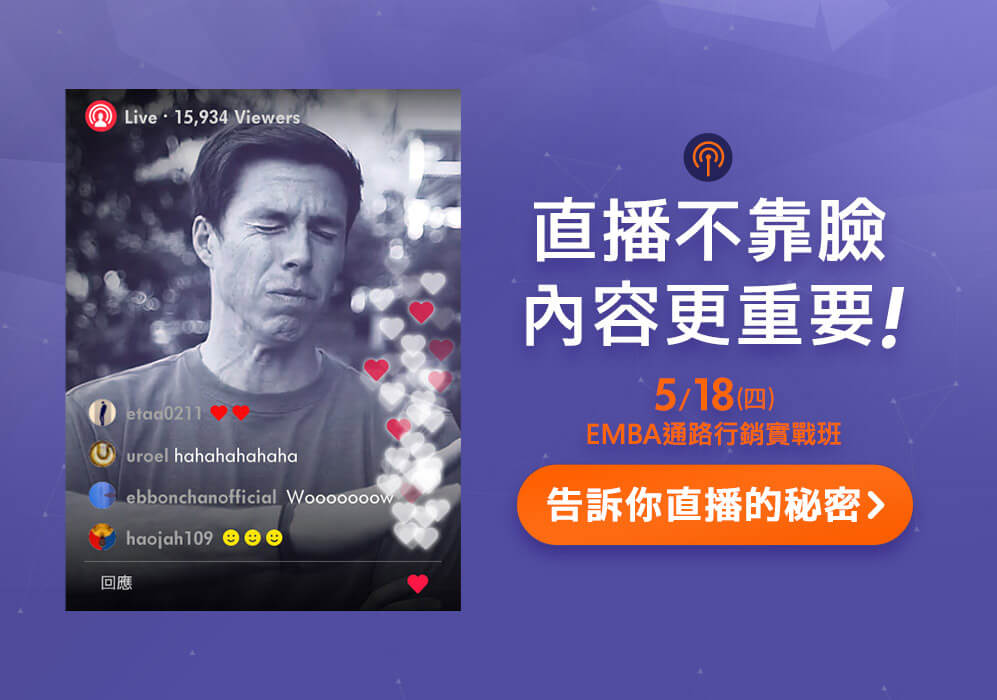 Live · 15,934 Viewers
etaa0211
uroel hahahahahaha
ebbonchanofficial Wooooooow
haojah109
回應
直播不靠臉
內容更重要!
5/18(四)
EMBA通路行銷實戰班
告訴你直播的秘密